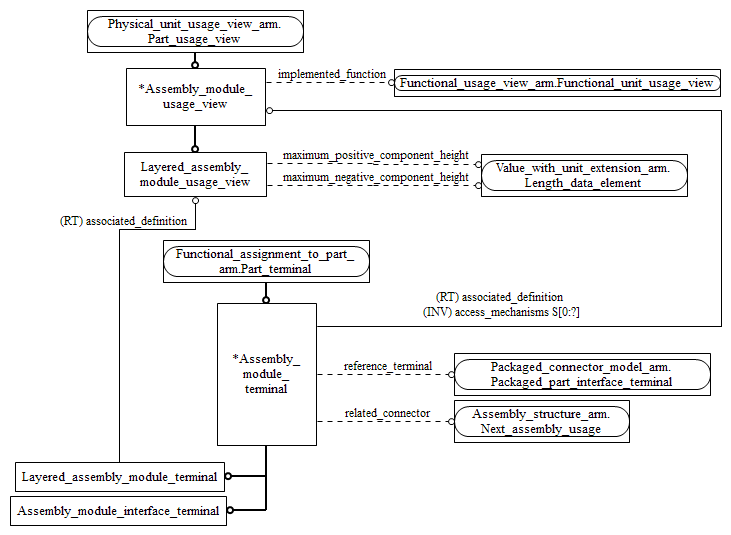 Physical_unit_usage_view_arm.
Part_usage_view
*Assembly_module_
usage_view
implemented_function
Functional_usage_view_arm.Functional_unit_usage_view
Layered_assembly_
module_usage_view
maximum_positive_component_height
maximum_negative_component_height
Value_with_unit_extension_arm.
Length_data_element
(RT) associated_definition
Functional_assignment_to_part_
arm.Part_terminal
(RT) associated_definition
(INV) access_mechanisms S[0:?]
*Assembly_
module_
terminal
reference_terminal
Packaged_connector_model_arm.
Packaged_part_interface_terminal
related_connector
Assembly_structure_arm.
Next_assembly_usage
Layered_assembly_module_terminal
Assembly_module_interface_terminal